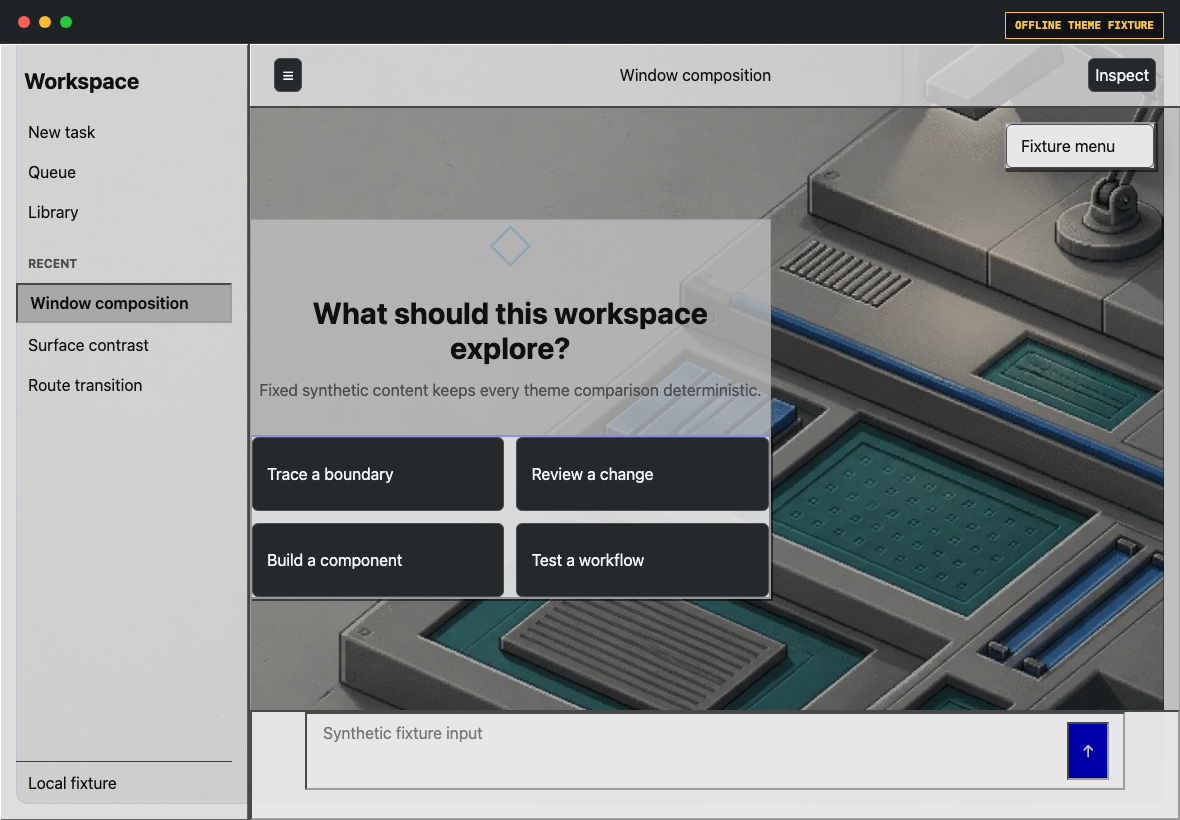 OFFLINE THEME FIXTURE
Workspace
New task
Queue
Library
RECENT
Window composition
Surface contrast
Route transition
Local fixture
Window composition
Inspect
Fixture menu
What should this workspace
explore?
Fixed synthetic content keeps every theme comparison deterministic.
Trace a boundary
Review a change
Build a component
Test a workflow
Synthetic fixture input